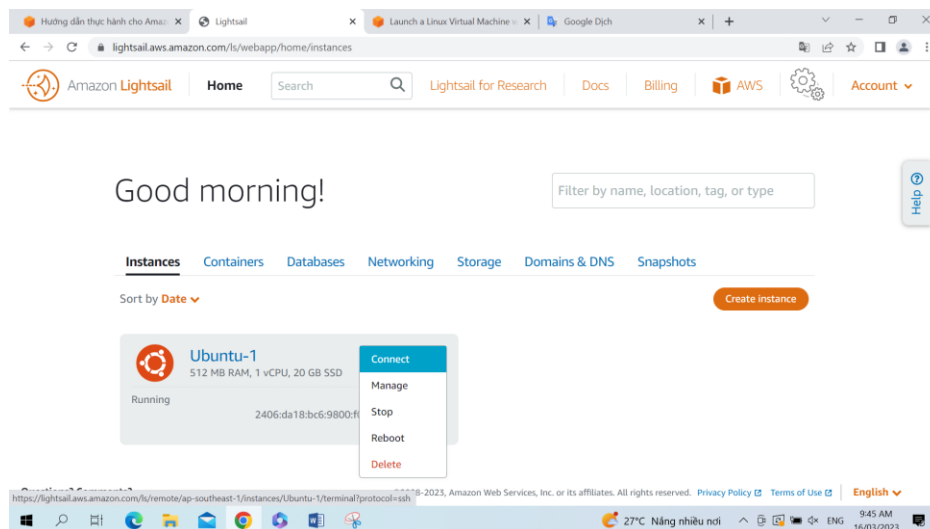 Hướng dẫn thực hành cho Amaz
Lightsail
Launch a Linux Virtual Machine
Google Dịch
lightsail.aws.amazon.com/ls/webapp/home/instances
Amazon Lightsail
Home
Search
Lightsail for Research
Docs
Billing
AWS
Account
Help
Good morning!
Filter by name, location, tag, or type
Instances
Containers
Databases
Networking
Storage
Domains & DNS
Snapshots
Sort by Date
Create instance
Ubuntu-1
512 MB RAM, 1 vCPU, 20 GB SSD
Running
2406:da18:bc6:9800:f
Connect
Manage
Stop
Reboot
Delete
https://lightsail.aws.amazon.com/ls/remote/ap-southeast-1/instances/Ubuntu-1/terminal?protocol=ssh
-2023, Amazon Web Services, Inc. or its affiliates. All rights reserved.
Privacy Policy
Terms of Use
English
27°C Nắng nhiều nơi
ENG
9:45 AM
16/03/2023